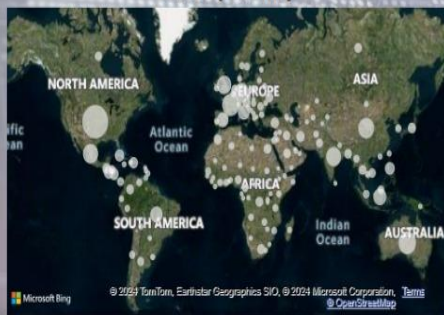 NORTH AMERICA
EUROPE
ASIA
Atlantic
Ocean
AFRICA
SOUTH AMERICA
Indian
Ocean
AUSTRALIA
Microsoft Bing
© 2024 TomTom, Earthstar Geographics SIO, © 2024 Microsoft Corporation, Terms
© OpenStreetMap